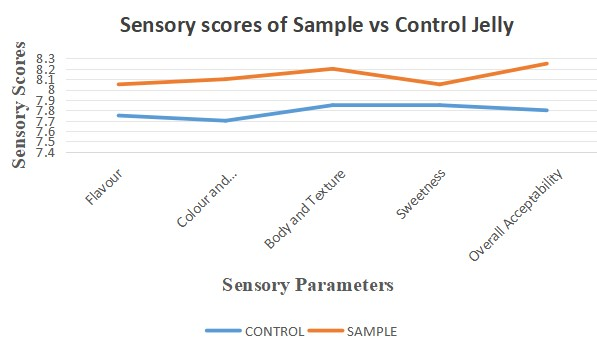 Sensory scores of Sample vs Control Jelly
Sensory Scores
8.3
8.2
8.1
8
7.9
7.8
7.7
7.6
7.5
7.4
Flavour
Colour and...
Body and Texture
Sweetness
Overall Acceptability
Sensory Parameters
CONTROL SAMPLE